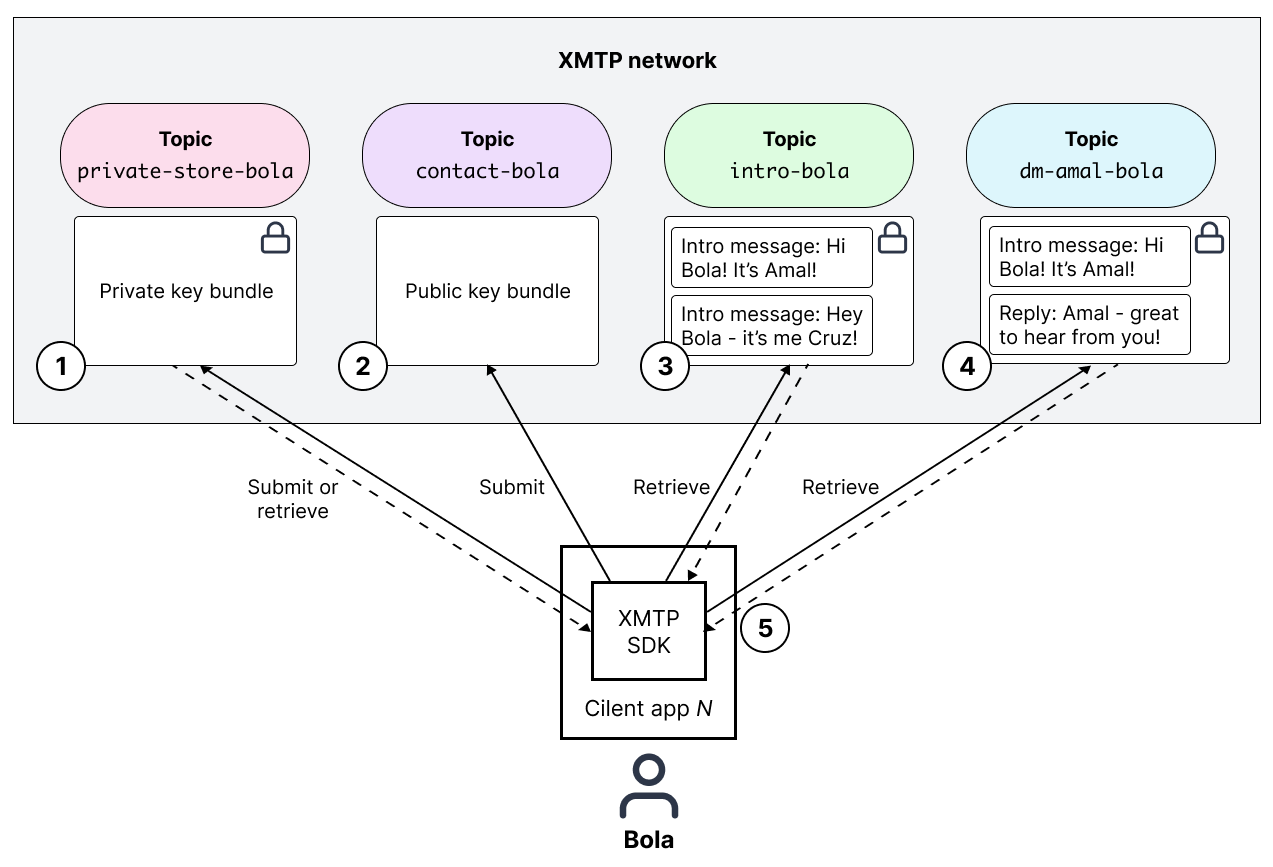 XMTP network
Topic
private-store-bola
Topic
contact-bola
Topic
intro-bola
Topic
dm-amal-bola
Private key bundle
Public key bundle
Intro message: Hi
Bola! It’s Amal!
Intro message: Hey
Bola - it’s me Cruz!
Intro message: Hi
Bola! It’s Amal!
Reply: Amal - great
to hear from you!
1
2
3
4
Submit or
retrieve
Submit
Retrieve
Retrieve
XMTP
SDK
5
Cilent app N
Bola